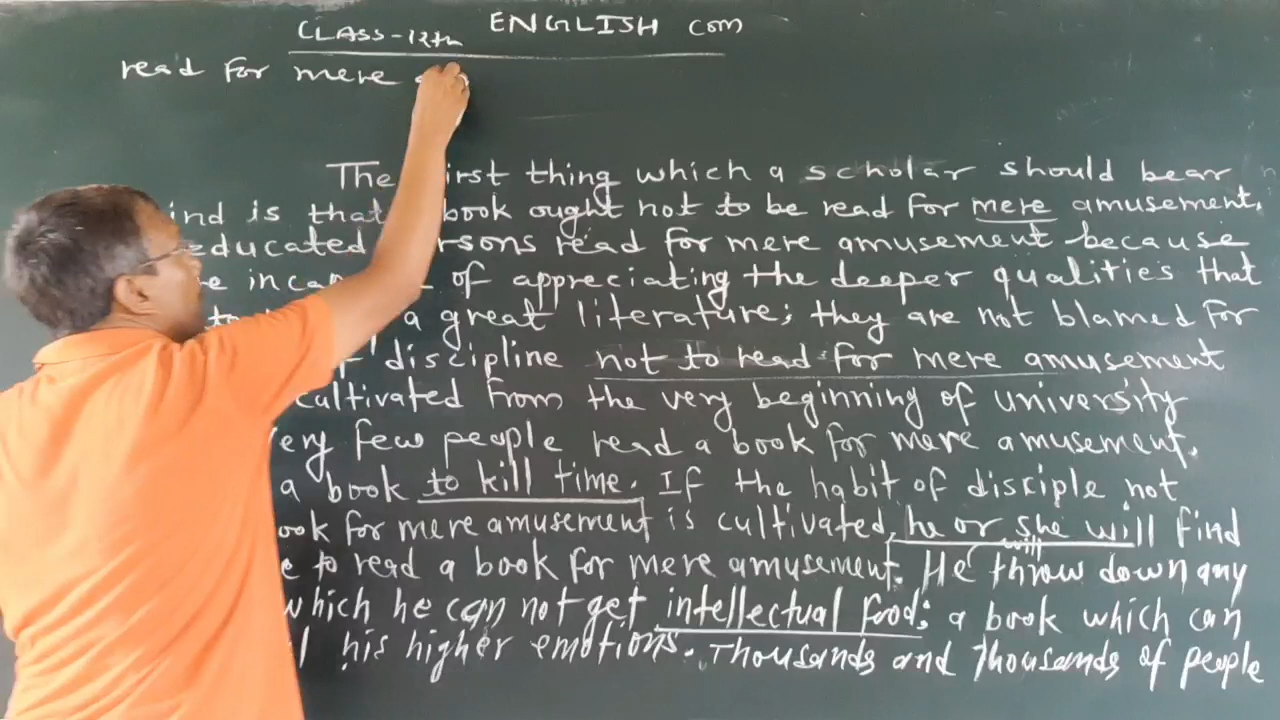 CLASS-12th ENGLISH com
read for mere
The first thing which a scholar should bear
ind is that book ought not to be read for mere amusement.
educated rsons read for mere amusement because
e inca of appreciating the deeper qualities that
to a great literature; they are not blamed for
discipline not to read for mere amusement
cultivated from the very beginning of university
ery few people read a book for mere amusement.
a book to kill time. If the habit of disciple not
ook for mere amusement is cultivated, he or she will find
e to read a book for mere amusement. He will throw down any
which he can not get intellectual food; a book which can
l his higher emotions. Thousands and Thousands of people